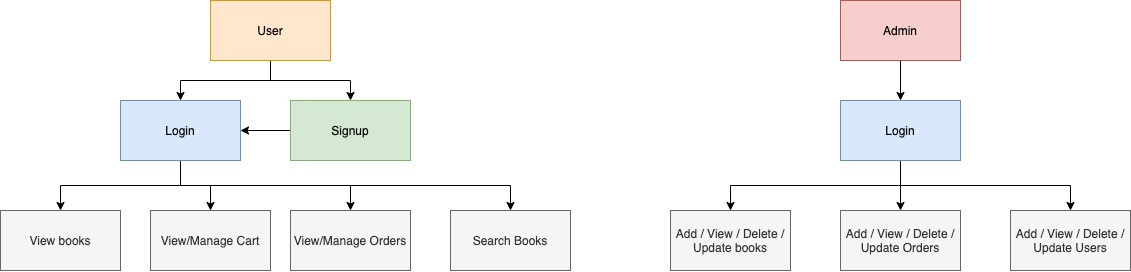 User
Admin
Login
Signup
Login
View books
View/Manage Cart
View/Manage Orders
Search Books
Add / View / Delete /
Update books
Add / View / Delete /
Update Orders
Add / View / Delete /
Update Users